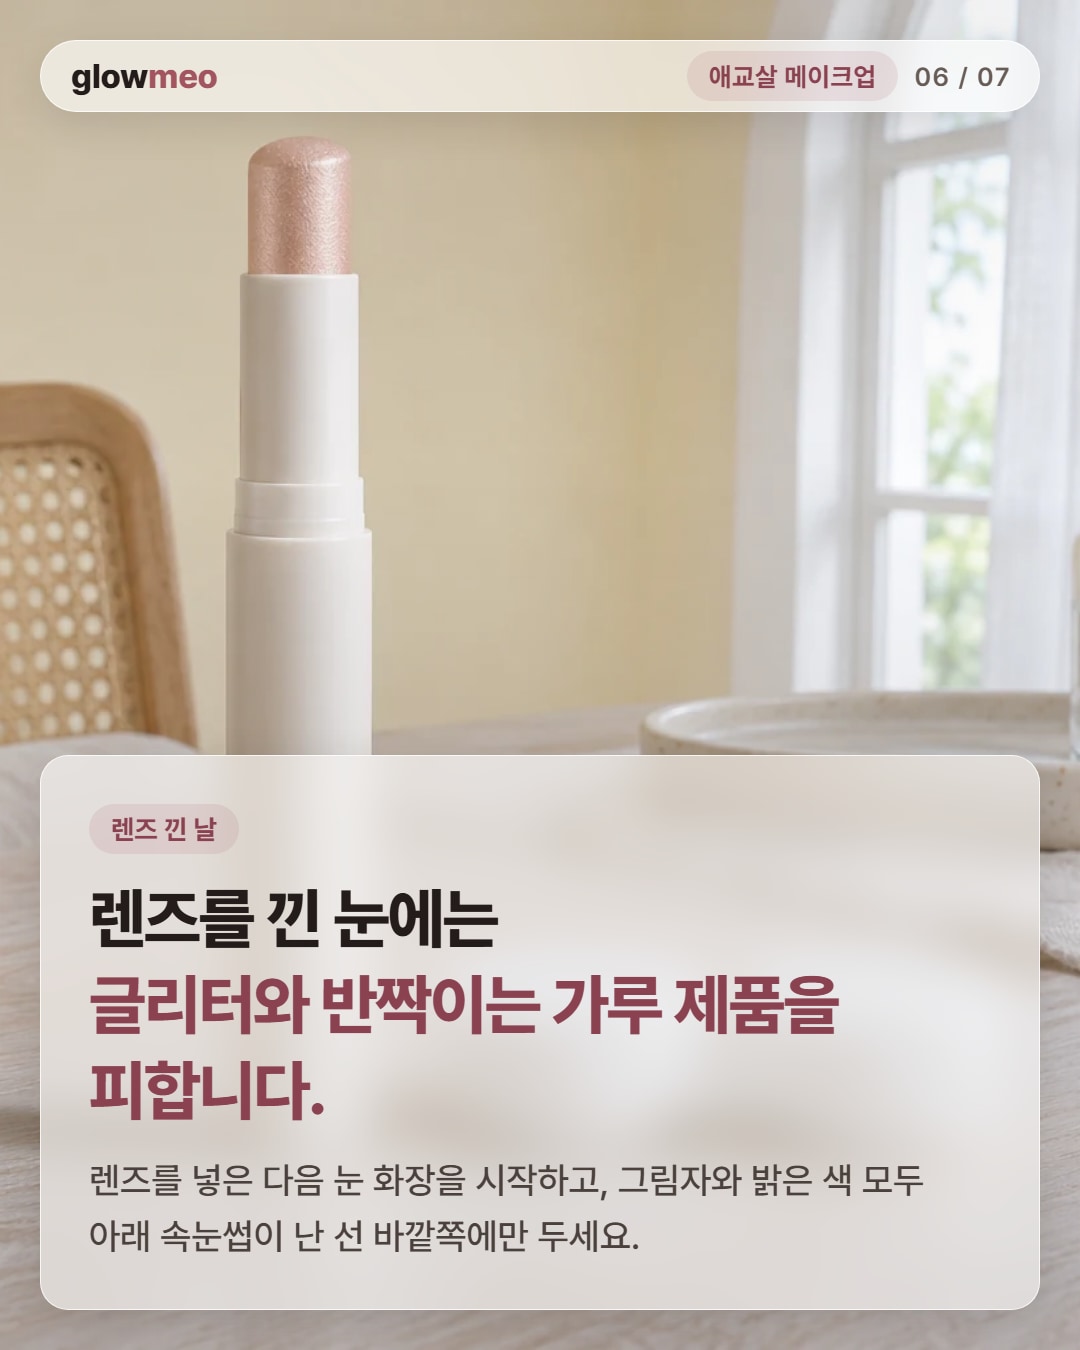 glowmeo
애교살 메이크업
06 / 07
렌즈 낀 날
렌즈를 낀 눈에는
글리터와 반짝이는 가루 제품을
피합니다.
렌즈를 넣은 다음 눈 화장을 시작하고, 그림자와 밝은 색 모두
아래 속눈썹이 난 선 바깥쪽에만 두세요.